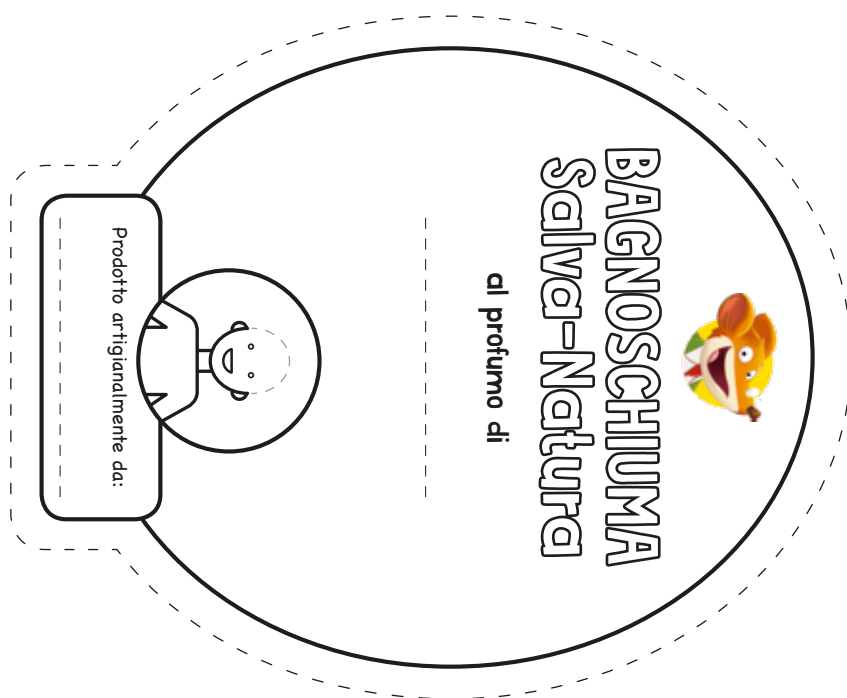 BAGNOSCHIUMA
Salva-Natura
al profumo di
Prodotto artigianalmente da: